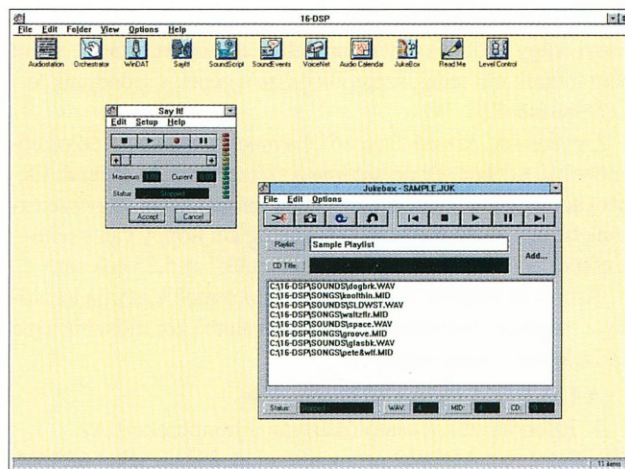 16-DSP
File Edit Folder View Options Help
Audiostation Orchestrator WinDAT SayIt! SoundScript SoundEvents VoiceNet Audio Calendar JukeBox Read Me Level Control
Say It!
Edit Setup Help
Maximum Current
Status Stopped
Accept Cancel
Jukebox - SAMPLE.JUK
File Edit Options
Playlist: Sample Playlist
Add...
CD Title:
C:\16-DSP\SOUNDS\dogbrk.WAV
C:\16-DSP\SONGS\koolthin.MID
C:\16-DSP\SOUNDS\SLDWST.WAV
C:\16-DSP\SONGS\waltzflr.MID
C:\16-DSP\SOUNDS\space.WAV
C:\16-DSP\SONGS\groove.MID
C:\16-DSP\SOUNDS\glasbk.WAV
C:\16-DSP\SONGS\pete&wlf.MID
Status: Stopped WAV: MID: CD:
11 items